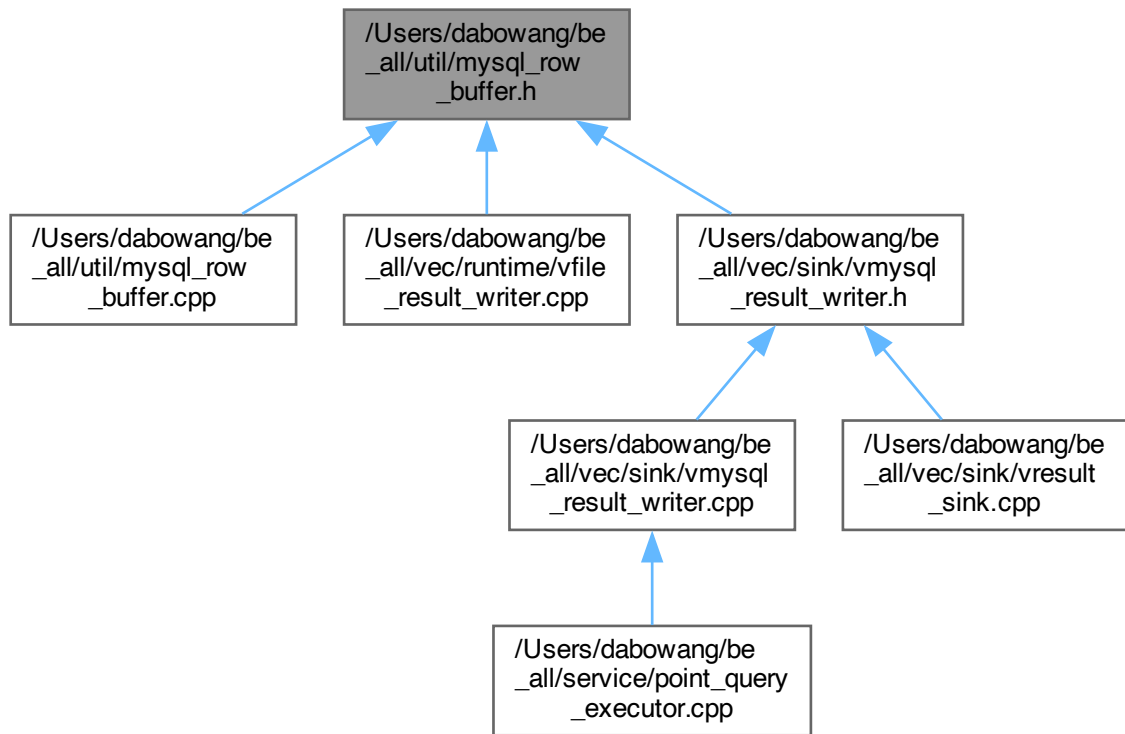 /Users/dabowang/be
_all/util/mysql_row
_buffer.h
/Users/dabowang/be
_all/util/mysql_row
_buffer.cpp
/Users/dabowang/be
_all/vec/runtime/vfile
_result_writer.cpp
/Users/dabowang/be
_all/vec/sink/vmysql
_result_writer.h
/Users/dabowang/be
_all/vec/sink/vmysql
_result_writer.cpp
/Users/dabowang/be
_all/vec/sink/vresult
_sink.cpp
/Users/dabowang/be
_all/service/point_query
_executor.cpp